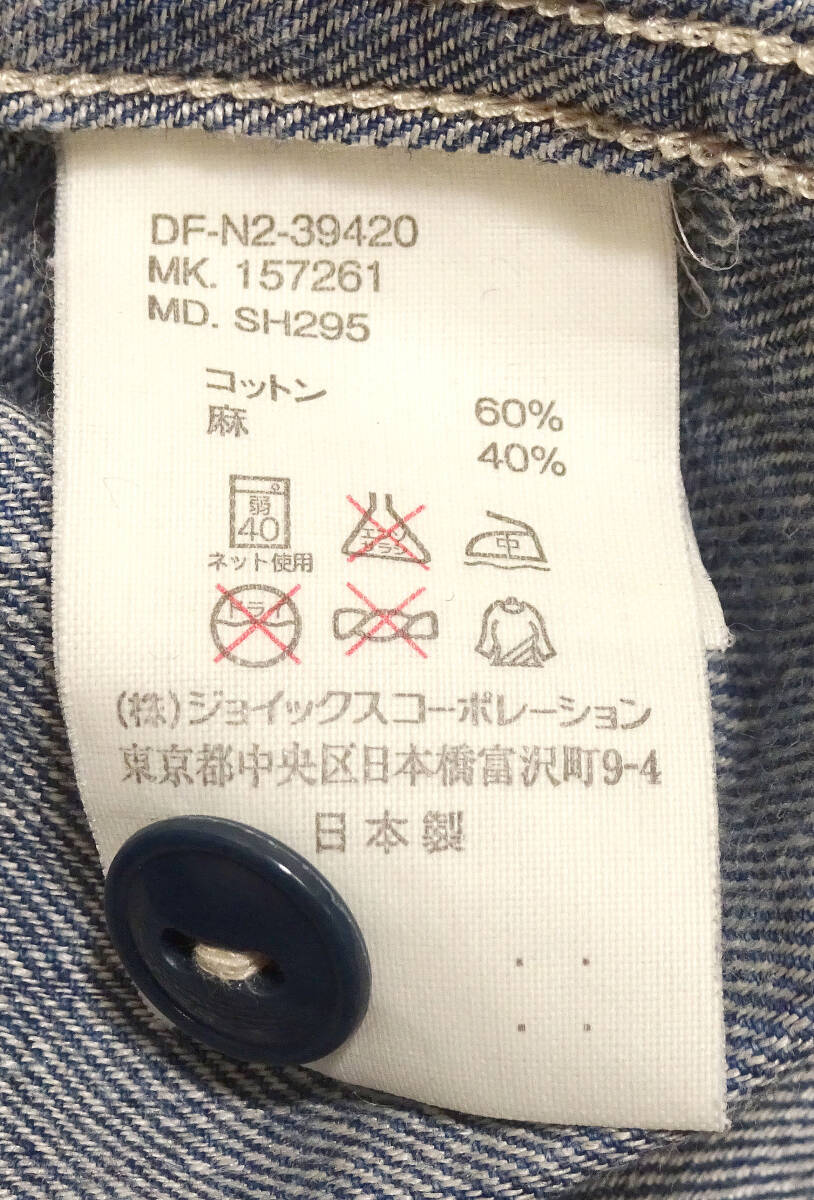 DF-N2-39420
MK. 157261
MD. SH295
コットン 60%
麻 40%
弱
40
ネット使用
エンソ
サラシ
中
ドライ
(株)ジョイックスコーポレーション
東京都中央区日本橋富沢町9-4
日本製